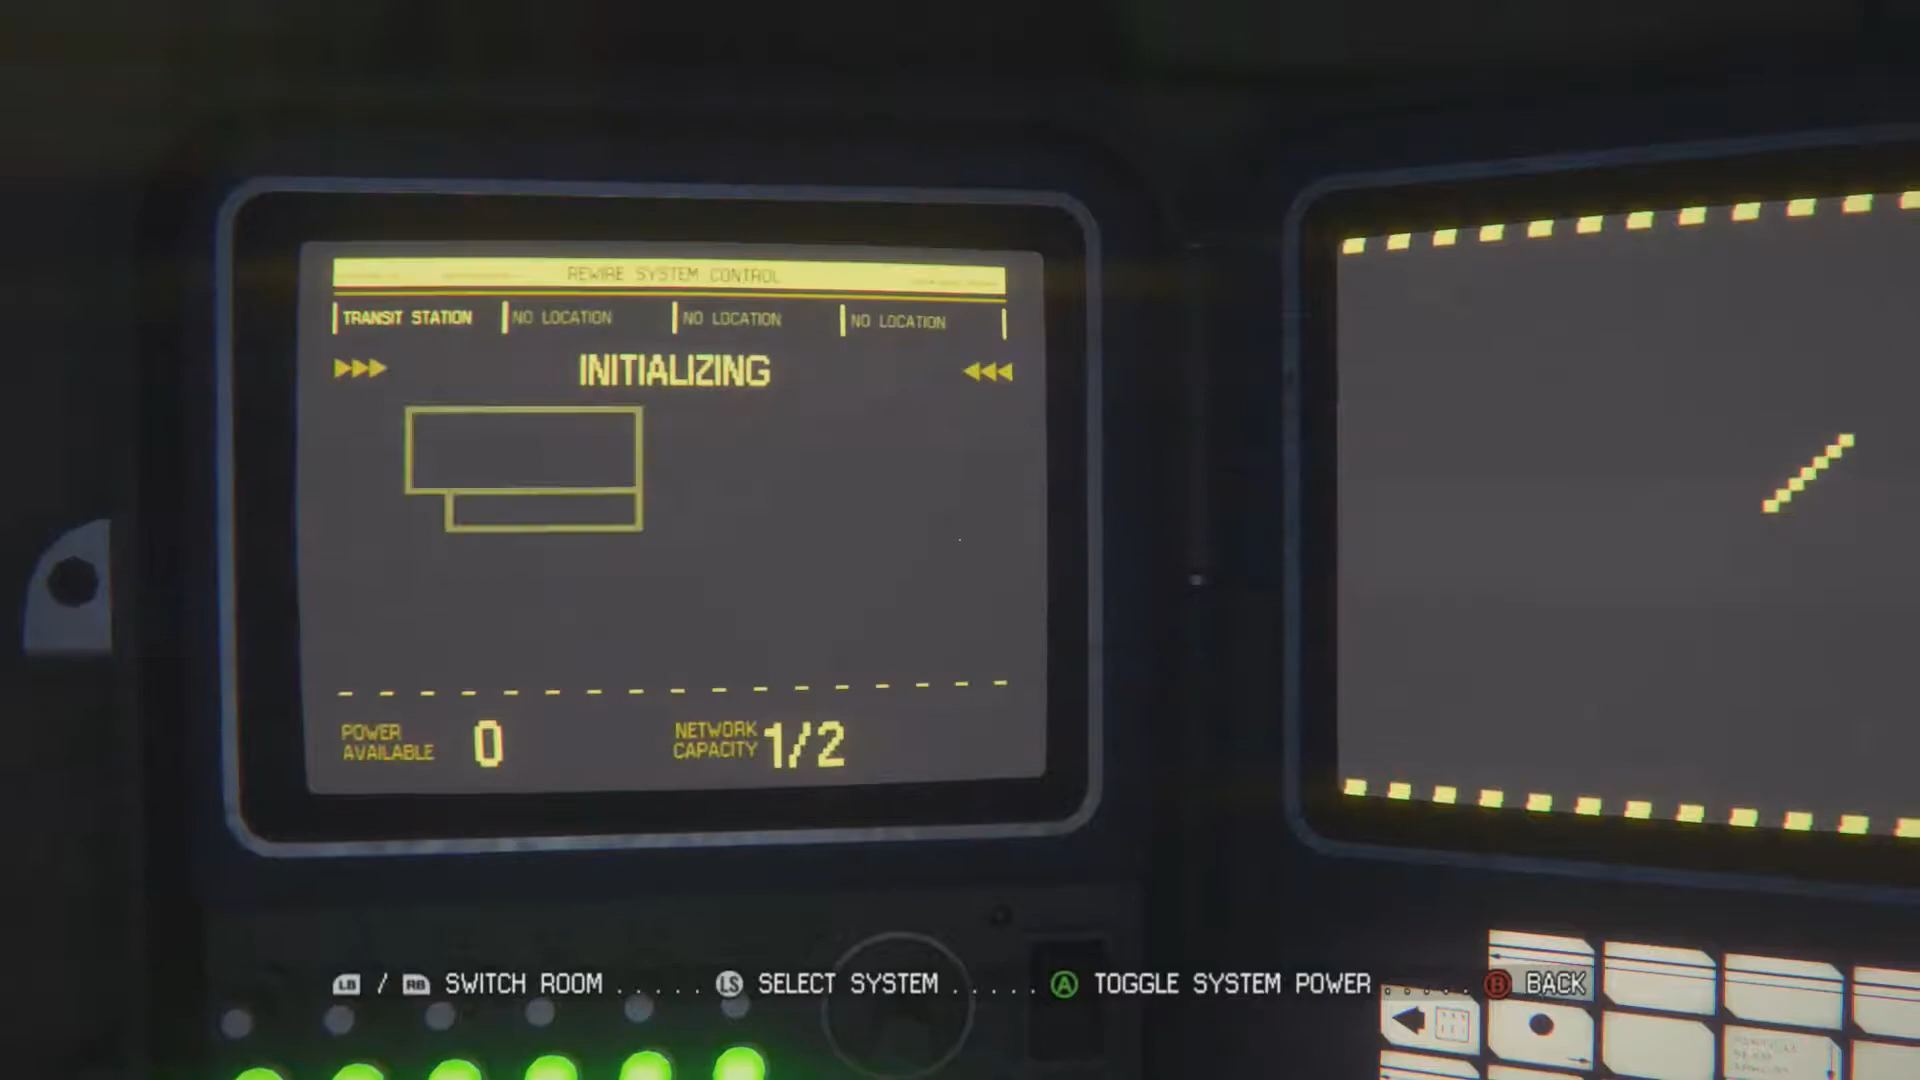 REWIRE SYSTEM CONTROL
TRANSIT STATION NO LOCATION NO LOCATION NO LOCATION
INITIALIZING
POWER AVAILABLE 0
NETWORK CAPACITY 1/2
LB / RB SWITCH ROOM ..... LS SELECT SYSTEM ...... A TOGGLE SYSTEM POWER ..... B BACK